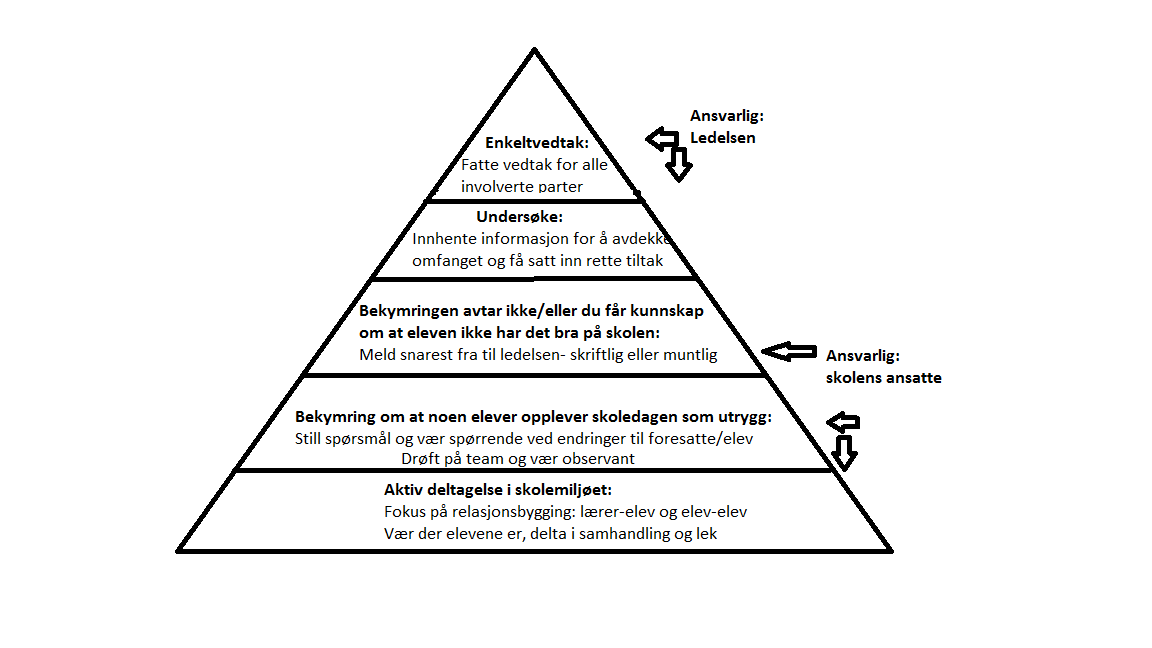 Ansvarlig:
Ledelsen
Enkeltvedtak:
Fatte vedtak for alle
involverte parter
Undersøke:
Innhente informasjon for å avdekke
omfanget og få satt inn rette tiltak
Bekymringen avtar ikke/eller du får kunnskap
om at eleven ikke har det bra på skolen:
Meld snarest fra til ledelsen- skriftlig eller muntlig
Ansvarlig:
skolens ansatte
Bekymring om at noen elever opplever skoledagen som utrygg:
Still spørsmål og vær spørrende ved endringer til foresatte/elev
Drøft på team og vær observant
Aktiv deltagelse i skolemiljøet:
Fokus på relasjonsbygging: lærer-elev og elev-elev
Vær der elevene er, delta i samhandling og lek